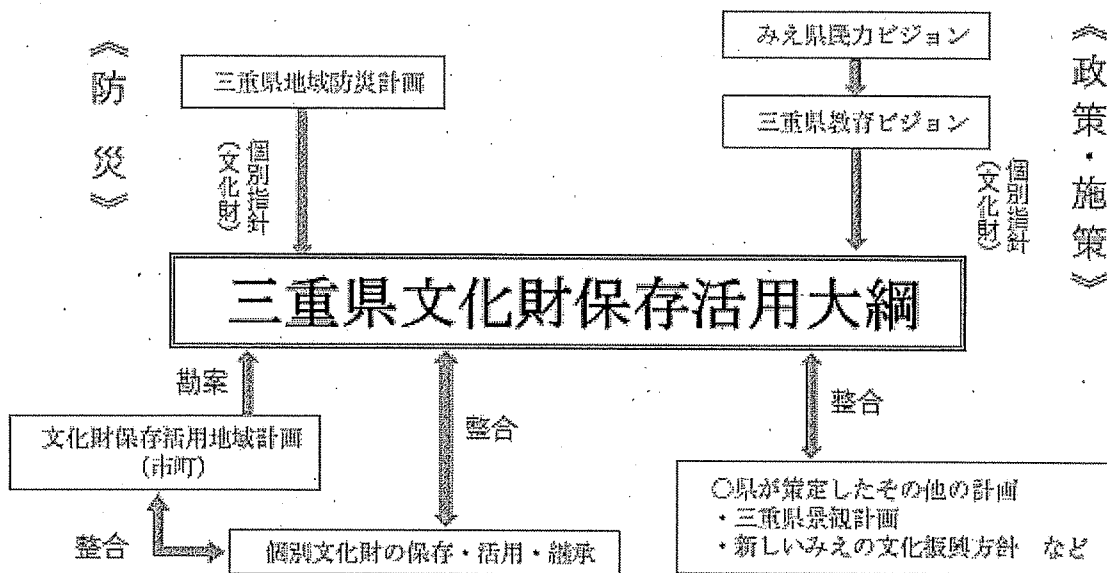 《防災》
三重県地域防災計画
個別指針
(文化財)
みえ県民力ビジョン
三重県教育ビジョン
個別指針
(文化財)
《政策・施策》
三重県文化財保存活用大綱
勘案
整合
整合
文化財保存活用地域計画
(市町)
整合
個別文化財の保存・活用・継承
○県が策定したその他の計画
・三重県景観計画
・新しいみえの文化振興方針 など